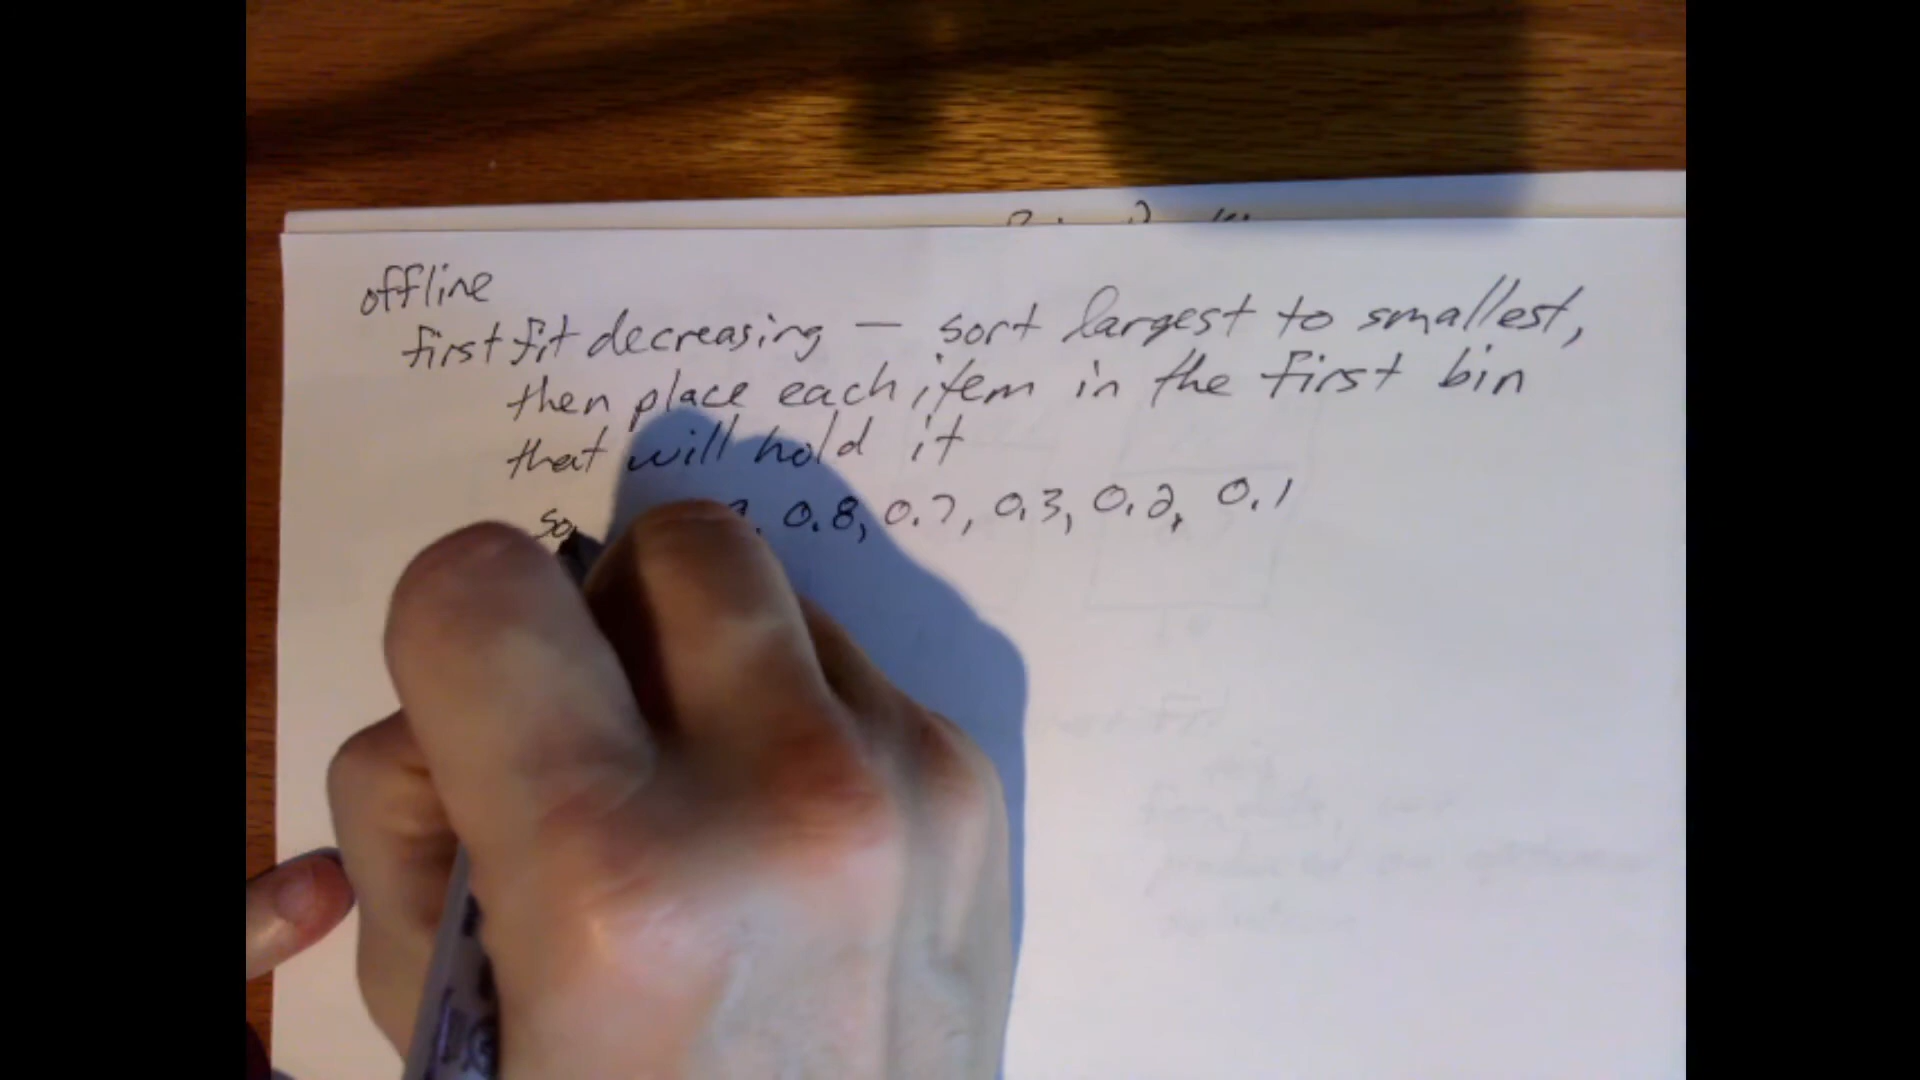 offline
first fit decreasing — sort largest to smallest,
then place each item in the first bin
that will hold it
so 0.8, 0.7, 0.3, 0.2, 0.1